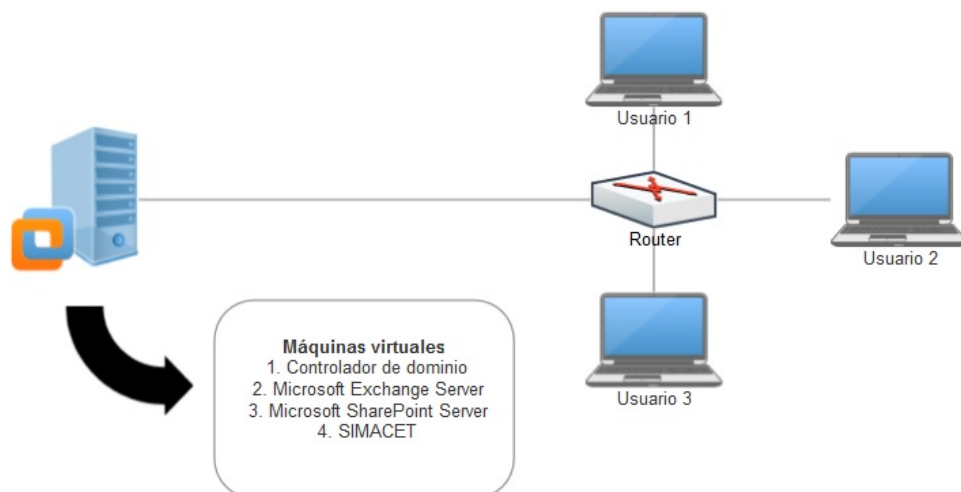 Usuario 1
Router
Usuario 2
Máquinas virtuales
1. Controlador de dominio
2. Microsoft Exchange Server
3. Microsoft SharePoint Server
4. SIMACET
Usuario 3